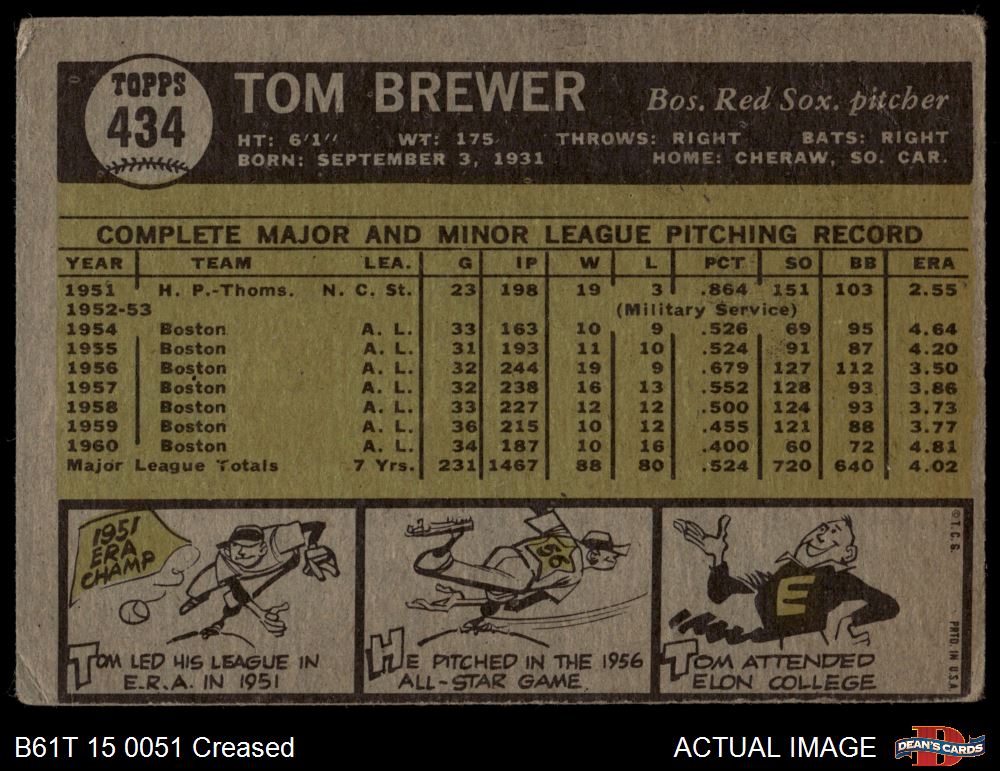 TOPPS
434
TOM BREWER Bos. Red Sox. pitcher
HT: 6'1" WT: 175 THROWS: RIGHT BATS: RIGHT
BORN: SEPTEMBER 3, 1931 HOME: CHERAW, SO. CAR.
COMPLETE MAJOR AND MINOR LEAGUE PITCHING RECORD
YEAR TEAM LEA. G IP W L PCT SO BB ERA
1951 H. P.-Thoms. N. C. St. 23 198 19 3 .864 151 103 2.55
1952-53 (Military Service)
1954 Boston A. L. 33 163 10 9 .526 69 95 4.64
1955 Boston A. L. 31 193 11 10 .524 91 87 4.20
1956 Boston A. L. 32 244 19 9 .679 127 112 3.50
1957 Boston A. L. 32 238 16 13 .552 128 93 3.86
1958 Boston A. L. 33 227 12 12 .500 124 93 3.73
1959 Boston A. L. 36 215 10 12 .455 121 88 3.77
1960 Boston A. L. 34 187 10 16 .400 60 72 4.81
Major League Totals 7 Yrs. 231 1467 88 80 .524 720 640 4.02
1951
ERA
CHAMP
TOM LED HIS LEAGUE IN
E.R.A. IN 1951
56
HE PITCHED IN THE 1956
ALL-STAR GAME.
E
TOM ATTENDED
ELON COLLEGE
© T. C. G.
PRTD IN U.S.A.
B61T 15 0051 Creased
ACTUAL IMAGE
DEAN'S CARDS